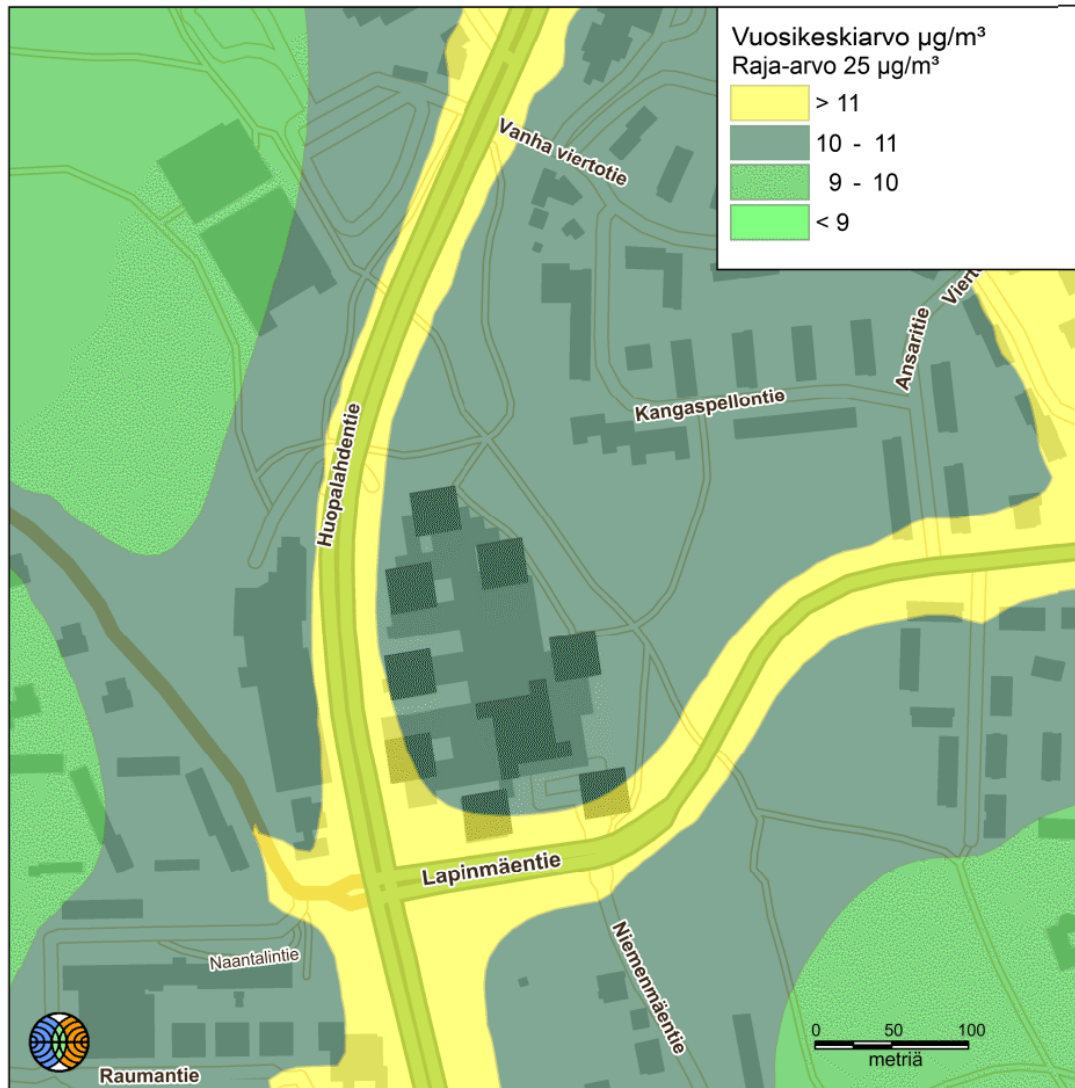 Vuosikeskiarvo µg/m³
Raja-arvo 25 µg/m³
> 11
10 - 11
9 - 10
< 9
Vanha viertotie
Ansaritie
Kangaspellontie
Huopalahdentie
Lapinmäentie
Niemenmäentie
Naantalintie
Raumantie
0 50 100
metriä